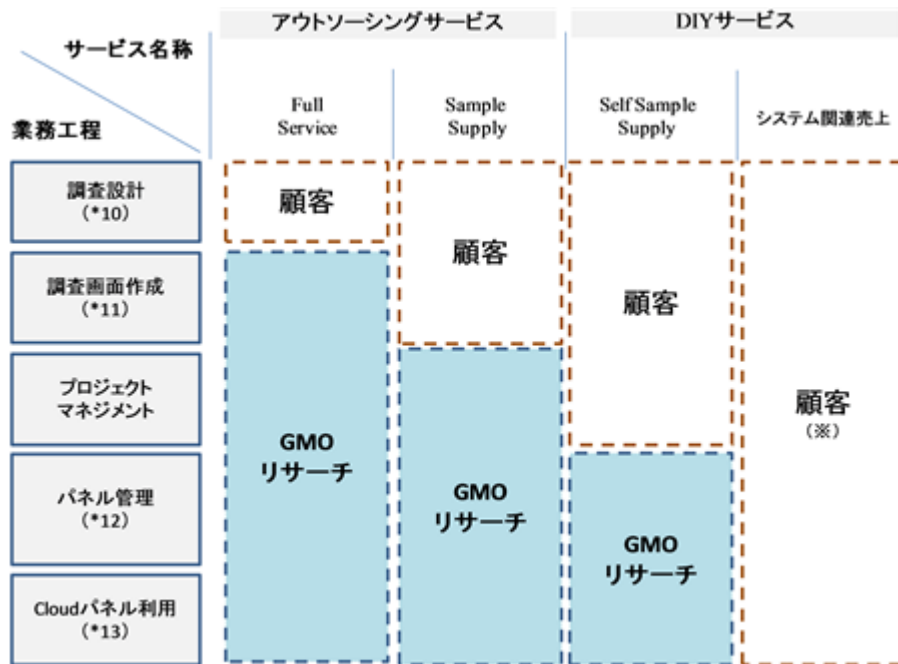 アウトソーシングサービス
DIYサービス
サービス名称
業務工程
Full
Service
Sample
Supply
Self Sample
Supply
システム関連売上
調査設計
(*10)
顧客
顧客
顧客
顧客
(※)
調査画面作成
(*11)
プロジェクト
マネジメント
GMO
リサーチ
GMO
リサーチ
GMO
リサーチ
パネル管理
(*12)
Cloudパネル利用
(*13)